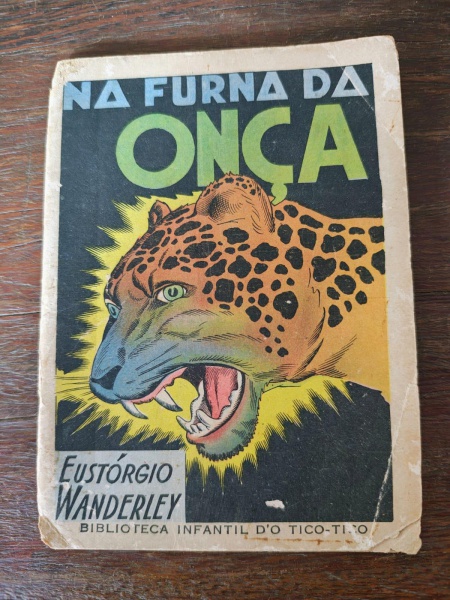 NA FURNA DA
ONÇA
EUSTÓRGIO
WANDERLEY
BIBLIOTECA INFANTIL D'O TICO-TICO